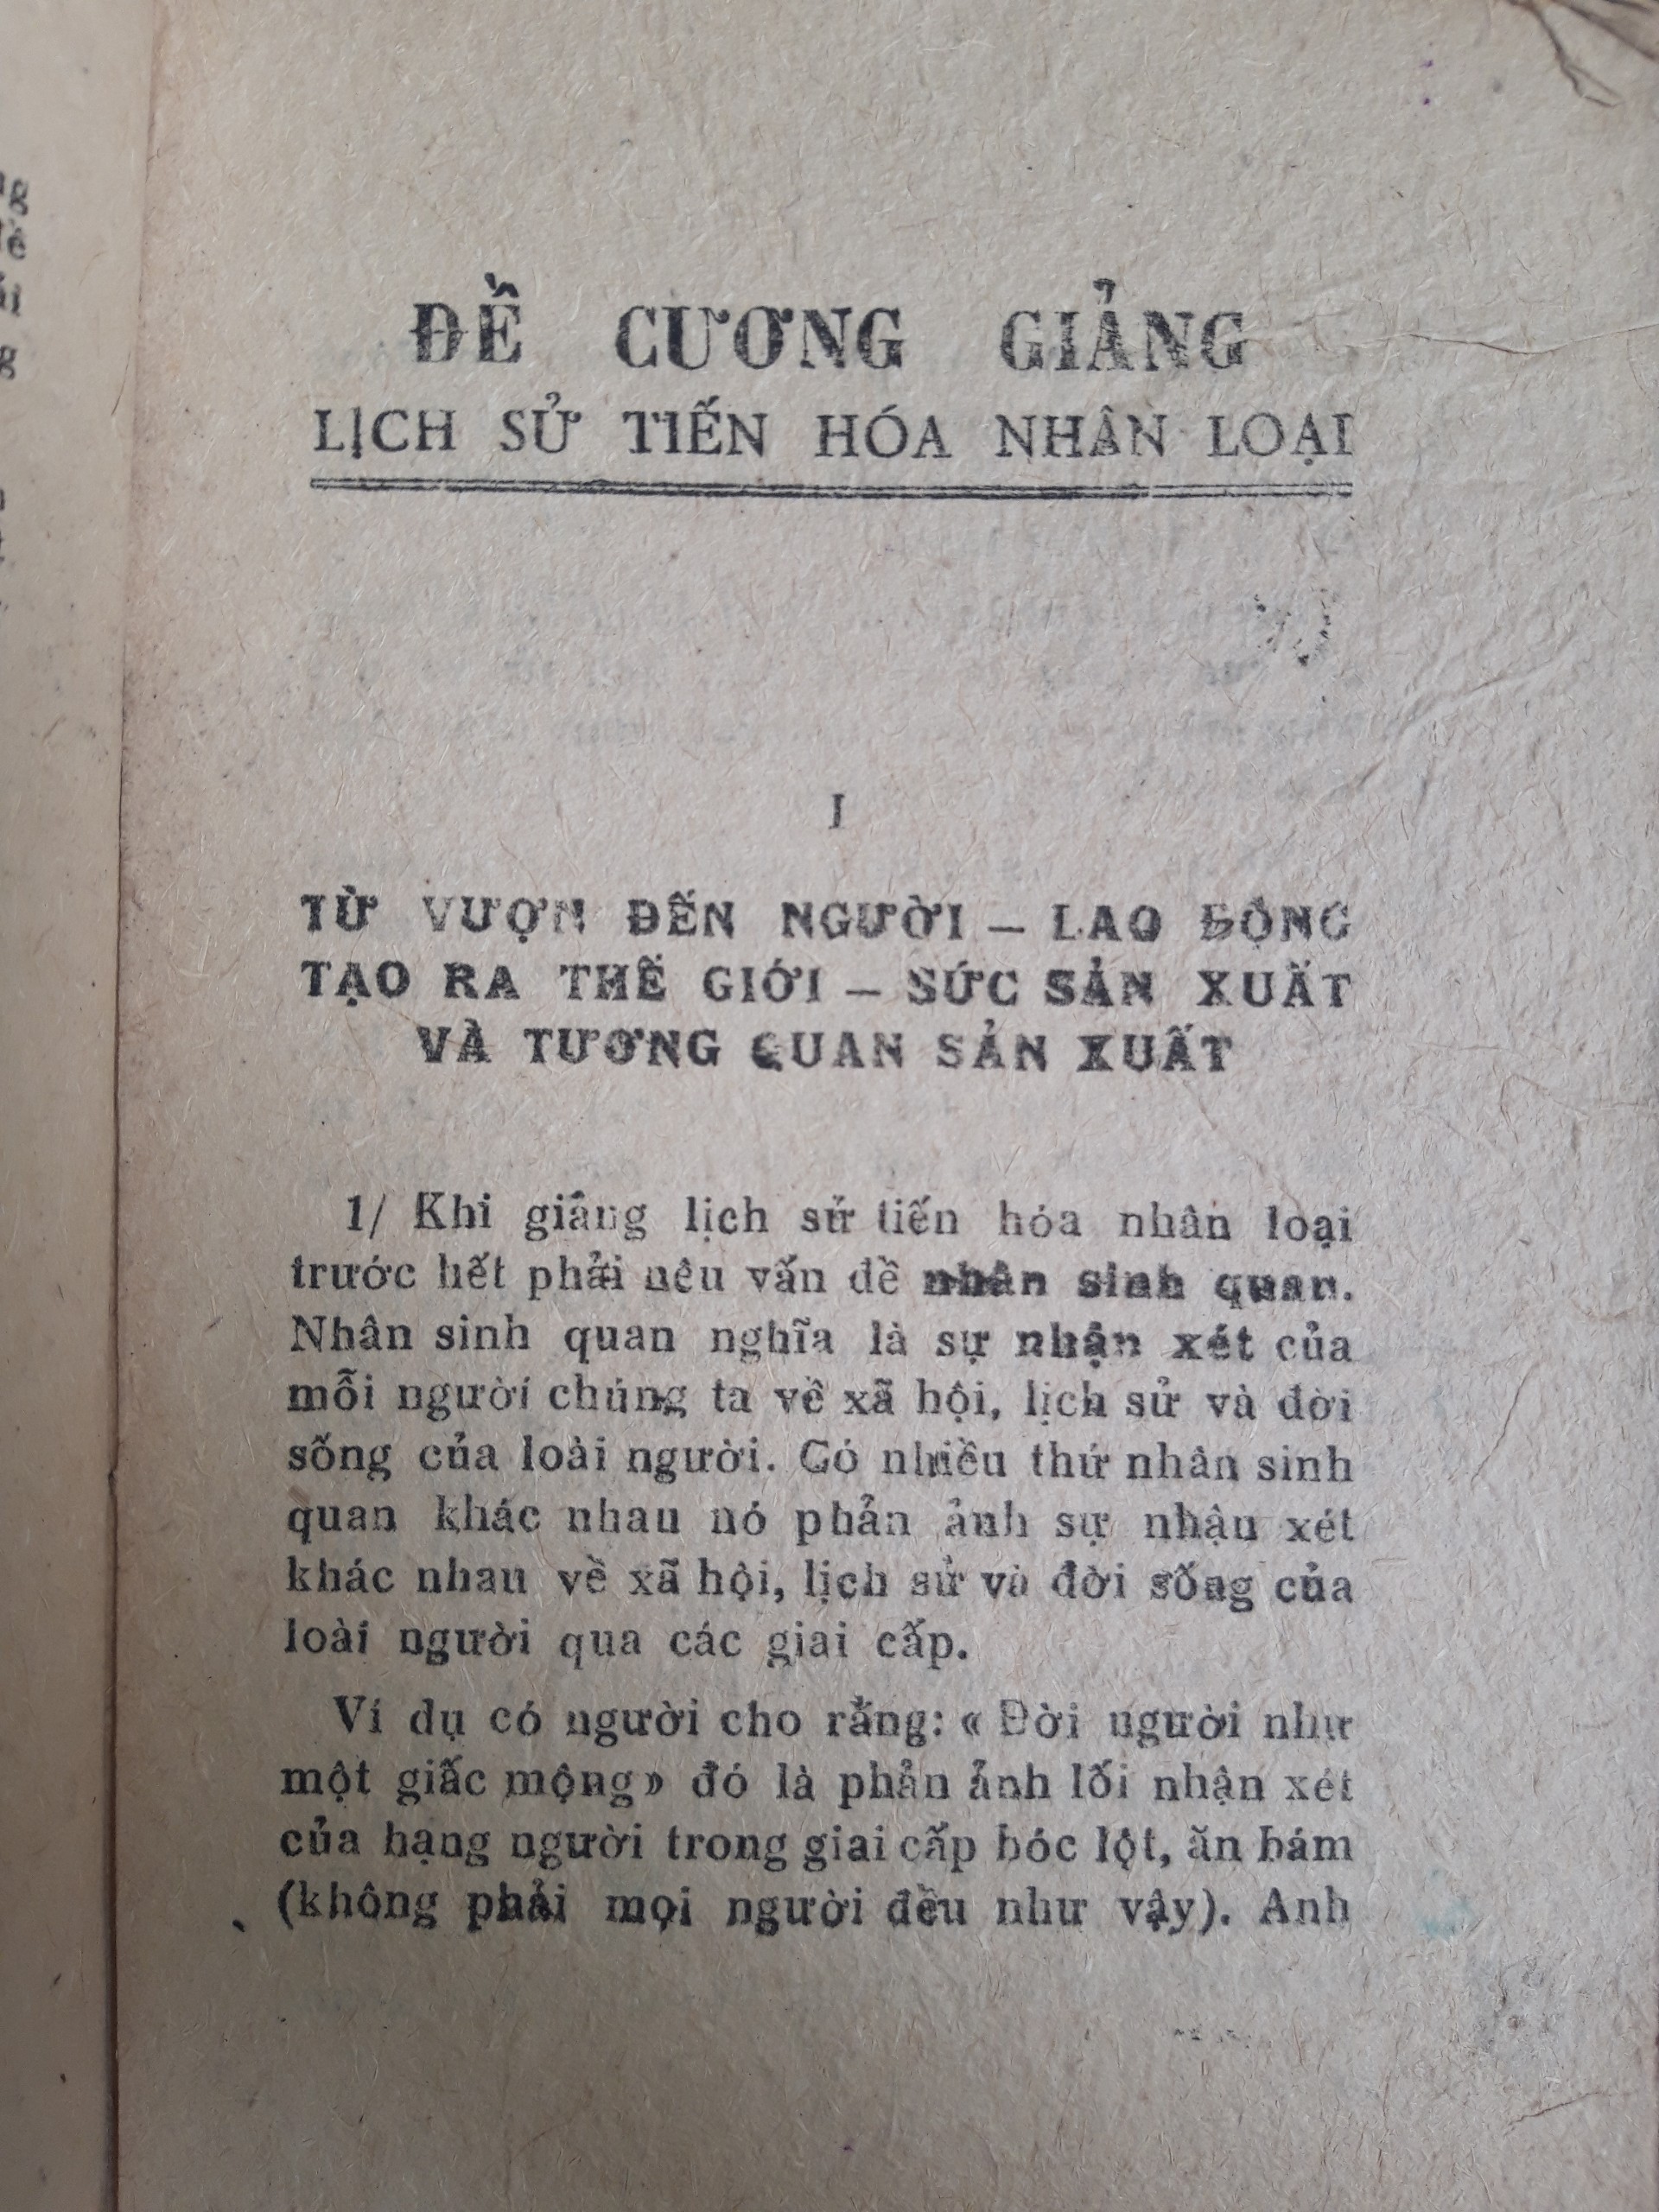 ĐỀ CƯƠNG GIẢNG
LỊCH SỬ TIẾN HÓA NHÂN LOẠI
I
TỪ VƯỢN ĐẾN NGƯỜI — LAO ĐỘNG
TẠO RA THẾ GIỚI — SỨC SẢN XUẤT
VÀ TƯƠNG QUAN SẢN XUẤT
1/ Khi giảng lịch sử tiến hóa nhân loại
trước hết phải nêu vấn đề nhân sinh quan.
Nhân sinh quan nghĩa là sự nhận xét của
mỗi người chúng ta về xã hội, lịch sử và đời
sống của loài người. Có nhiều thứ nhân sinh
quan khác nhau nó phản ảnh sự nhận xét
khác nhau về xã hội, lịch sử và đời sống của
loài người qua các giai cấp.
Ví dụ có người cho rằng: « Đời người như
một giấc mộng» đó là phản ảnh lối nhận xét
của hạng người trong giai cấp bóc lột, ăn bám
(không phải mọi người đều như vậy). Anh